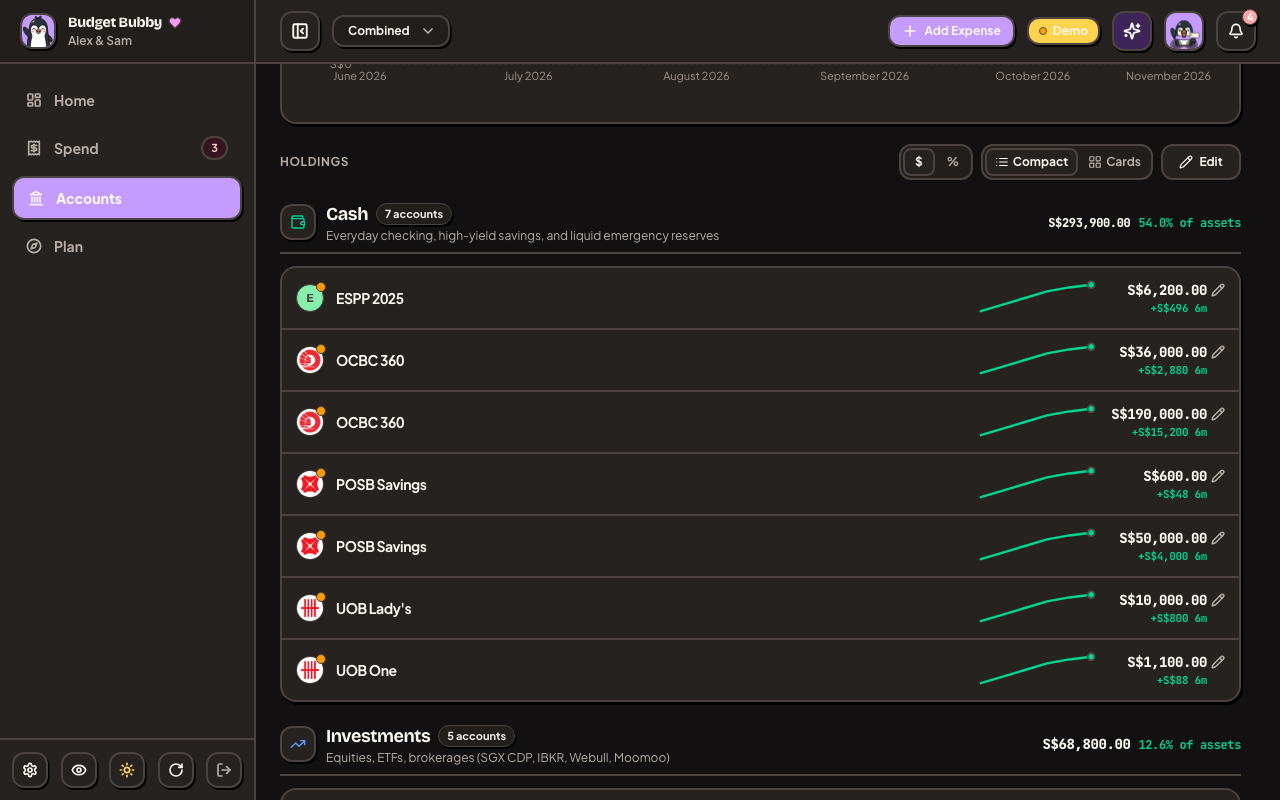 Budget Bubby
Alex & Sam
Combined
Add Expense
Demo
4
Home
Spend
3
Accounts
Plan
S$0
June 2026
July 2026
August 2026
September 2026
October 2026
November 2026
HOLDINGS
$
%
Compact
Cards
Edit
Cash
7 accounts
Everyday checking, high-yield savings, and liquid emergency reserves
S$293,900.00 54.0% of assets
E
ESPP 2025
S$6,200.00
+S$496 6m
OCBC 360
S$36,000.00
+S$2,880 6m
OCBC 360
S$190,000.00
+S$15,200 6m
POSB Savings
S$600.00
+S$48 6m
POSB Savings
S$50,000.00
+S$4,000 6m
UOB Lady's
S$10,000.00
+S$800 6m
UOB One
S$1,100.00
+S$88 6m
Investments
5 accounts
Equities, ETFs, brokerages (SGX CDP, IBKR, Webull, Moomoo)
S$68,800.00 12.6% of assets